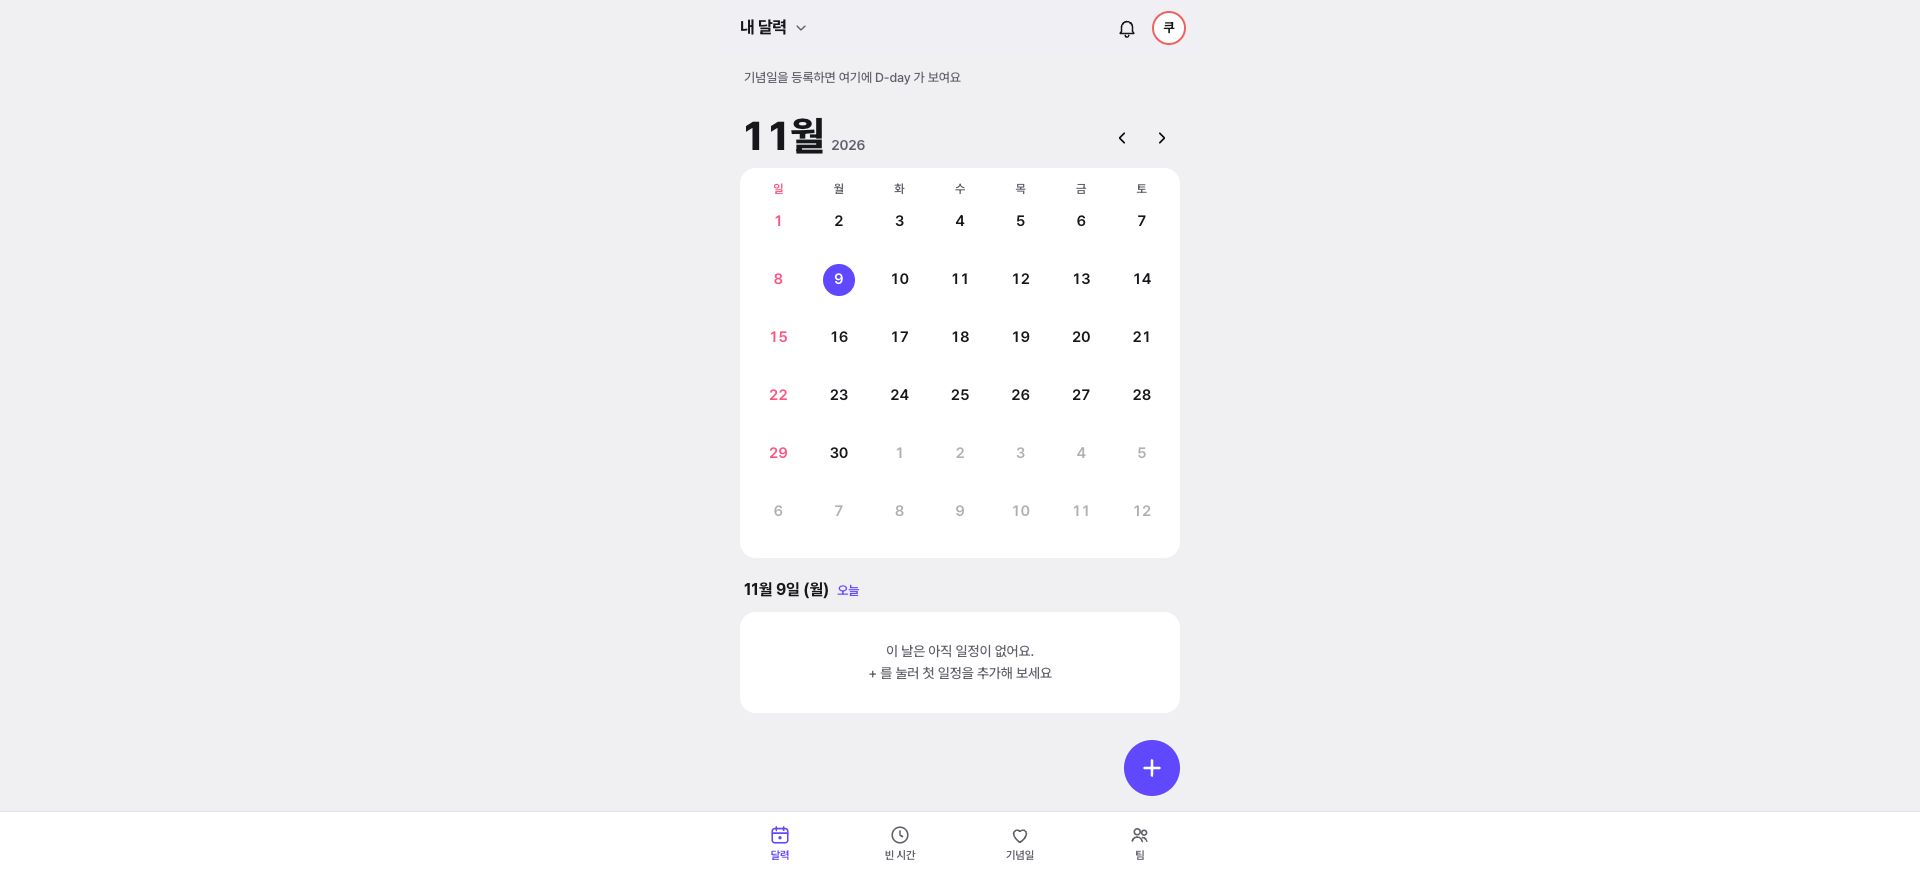 내 달력
쿠
기념일을 등록하면 여기에 D-day 가 보여요
11월 2026
일 월 화 수 목 금 토
1 2 3 4 5 6 7
8 9 10 11 12 13 14
15 16 17 18 19 20 21
22 23 24 25 26 27 28
29 30 1 2 3 4 5
6 7 8 9 10 11 12
11월 9일 (월) 오늘
이 날은 아직 일정이 없어요.
+ 를 눌러 첫 일정을 추가해 보세요
달력 빈 시간 기념일 팀